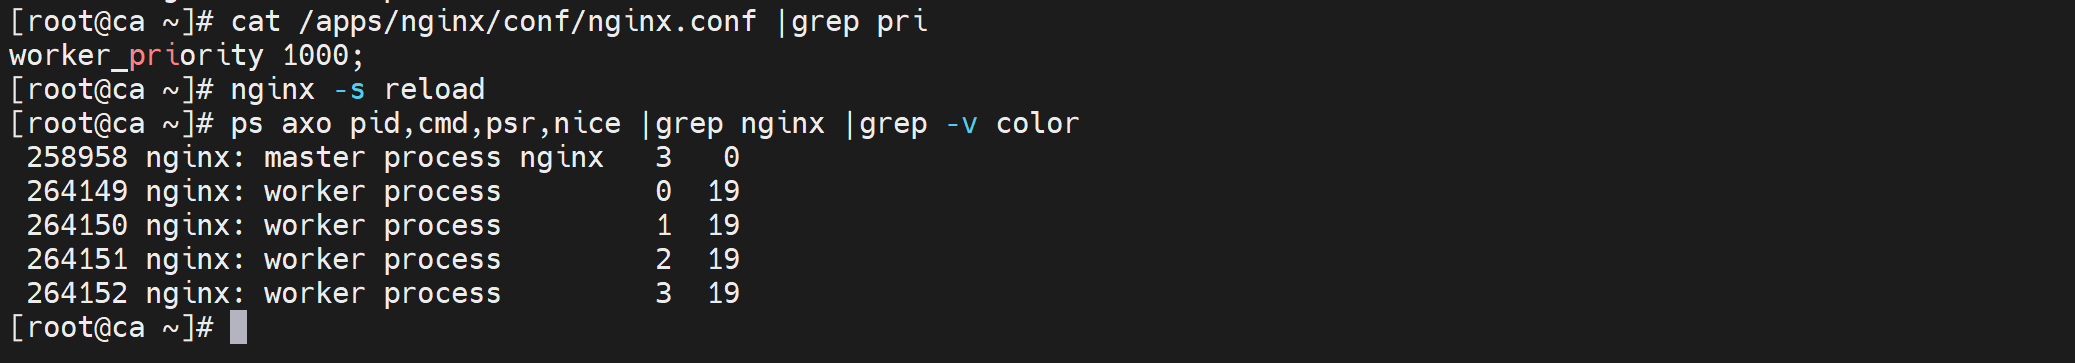 [root@ca ~]# cat /apps/nginx/conf/nginx.conf |grep pri
worker_priority 1000;
[root@ca ~]# nginx -s reload
[root@ca ~]# ps axo pid,cmd,psr,nice |grep nginx |grep -v color
 258958 nginx: master process nginx   3   0
 264149 nginx: worker process         0  19
 264150 nginx: worker process         1  19
 264151 nginx: worker process         2  19
 264152 nginx: worker process         3  19
[root@ca ~]#